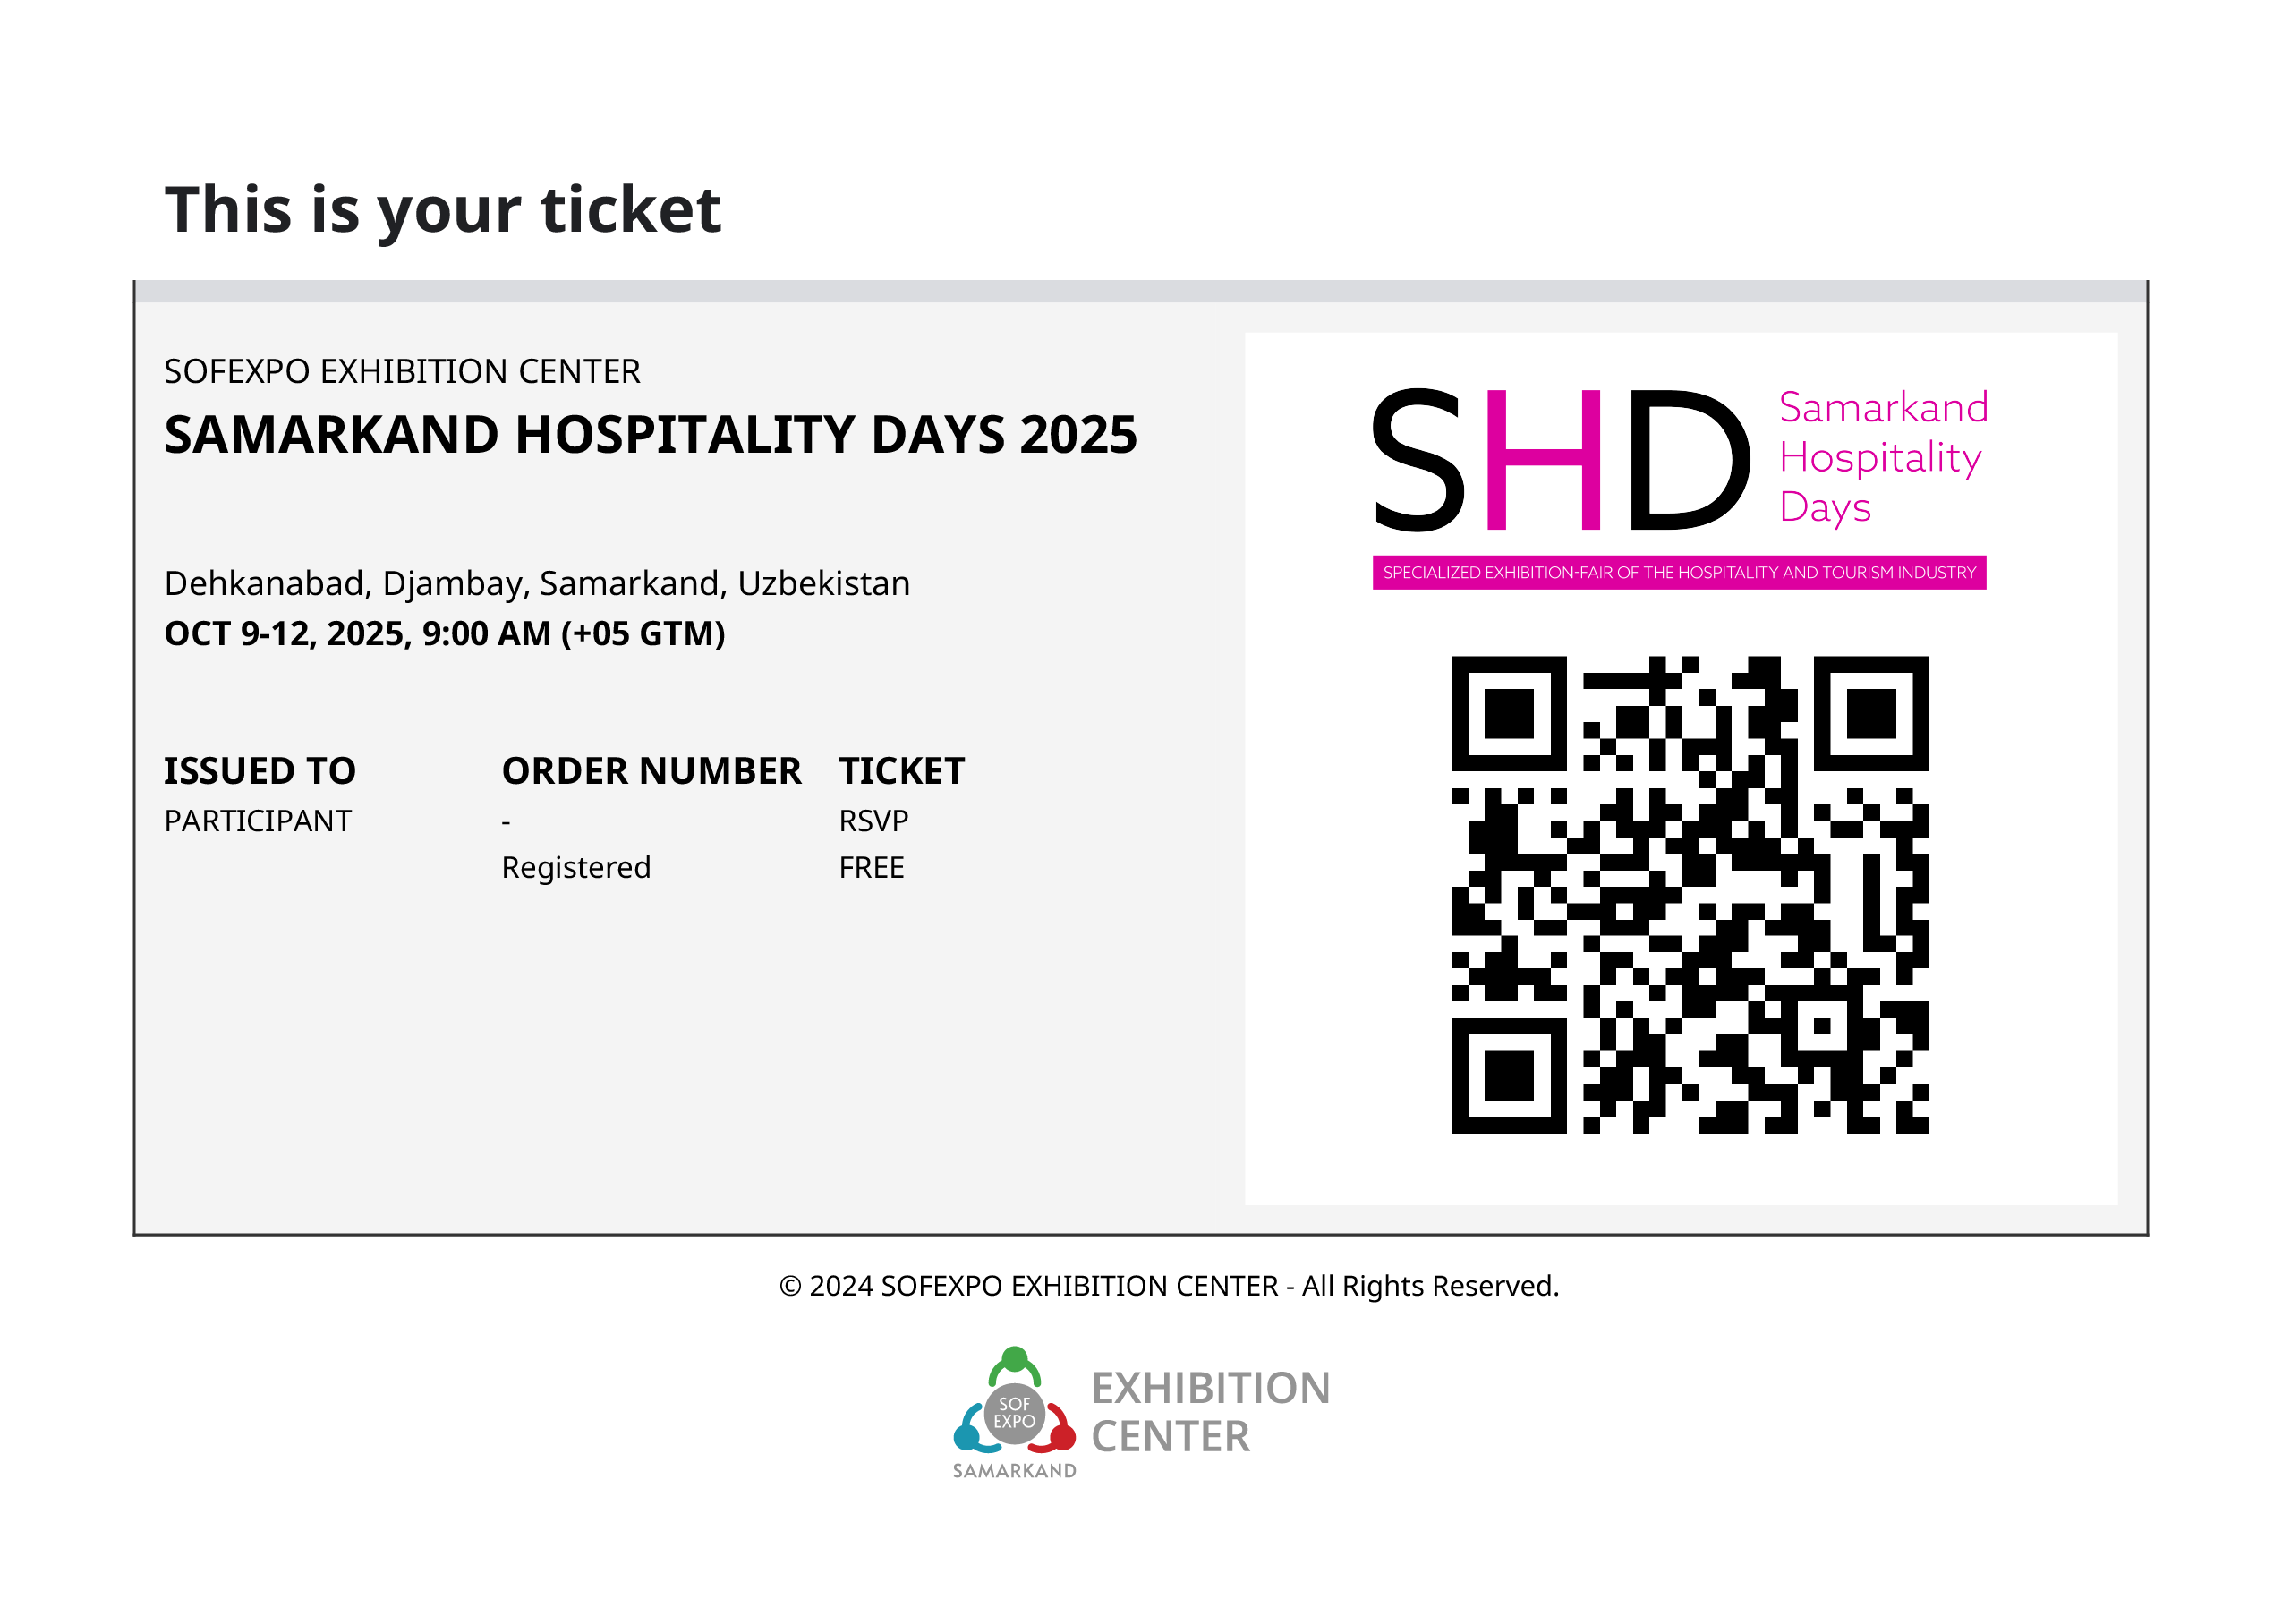 This is your ticket
SOFEXPO EXHIBITION CENTER
SAMARKAND HOSPITALITY DAYS 2025
Dehkanabad, Djambay, Samarkand, Uzbekistan
OCT 9-12, 2025, 9:00 AM (+05 GTM)
ISSUED TO ORDER NUMBER TICKET
PARTICIPANT - RSVP
Registered FREE
SHD
Samarkand
Hospitality
Days
SPECIALIZED EXHIBITION-FAIR OF THE HOSPITALITY AND TOURISM INDUSTRY
© 2024 SOFEXPO EXHIBITION CENTER - All Rights Reserved.
SOF
EXPO
SAMARKAND
EXHIBITION
CENTER